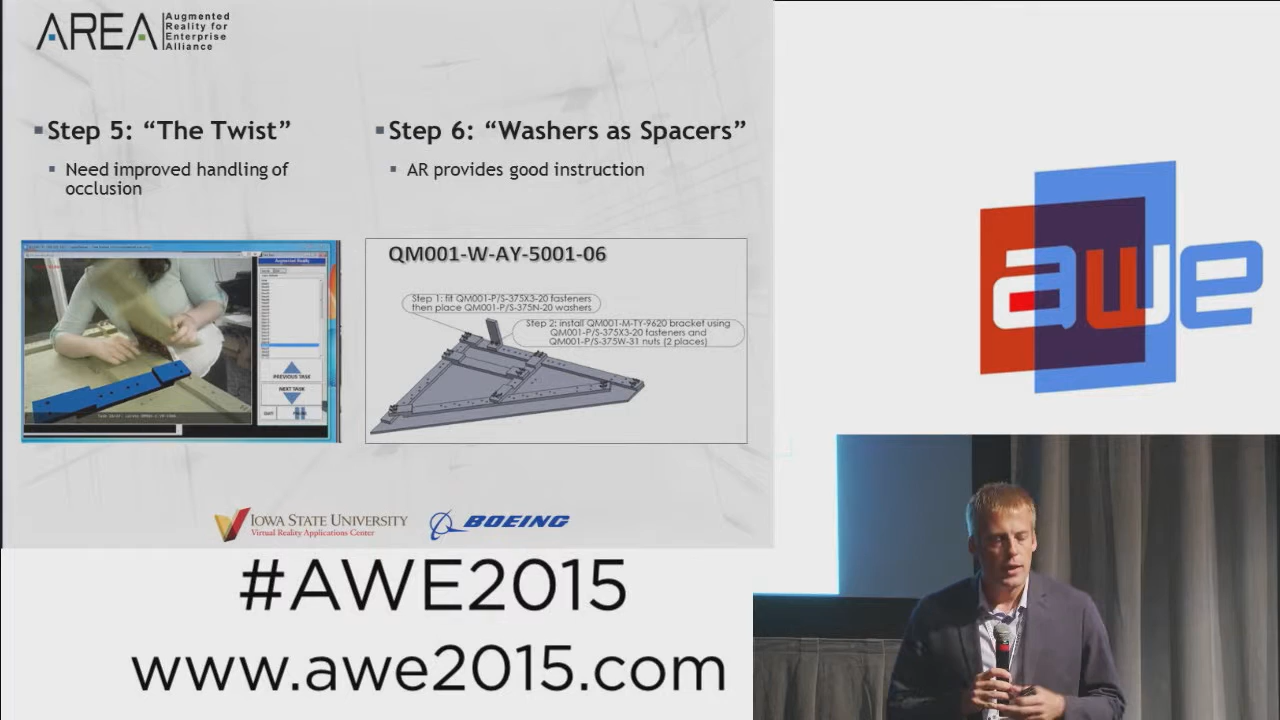 AREA
Augmented
Reality for
Enterprise
Alliance
Step 5: “The Twist”
Need improved handling of
occlusion
Step 6: “Washers as Spacers”
AR provides good instruction
Augmented Reality
PREVIOUS TASK
NEXT TASK
QUIT
QM001-W-AY-5001-06
Step 1: fit QM001-P/S-375X3-20 fasteners
then place QM001-P/S-375N-20 washers
Step 2: install QM001-M-TY-9620 bracket using
QM001-P/S-375X3-20 fasteners and
QM001-P/S-375W-31 nuts (2 places)
IOWA STATE UNIVERSITY
Virtual Reality Applications Center
BOEING
#AWE2015
www.awe2015.com
awe